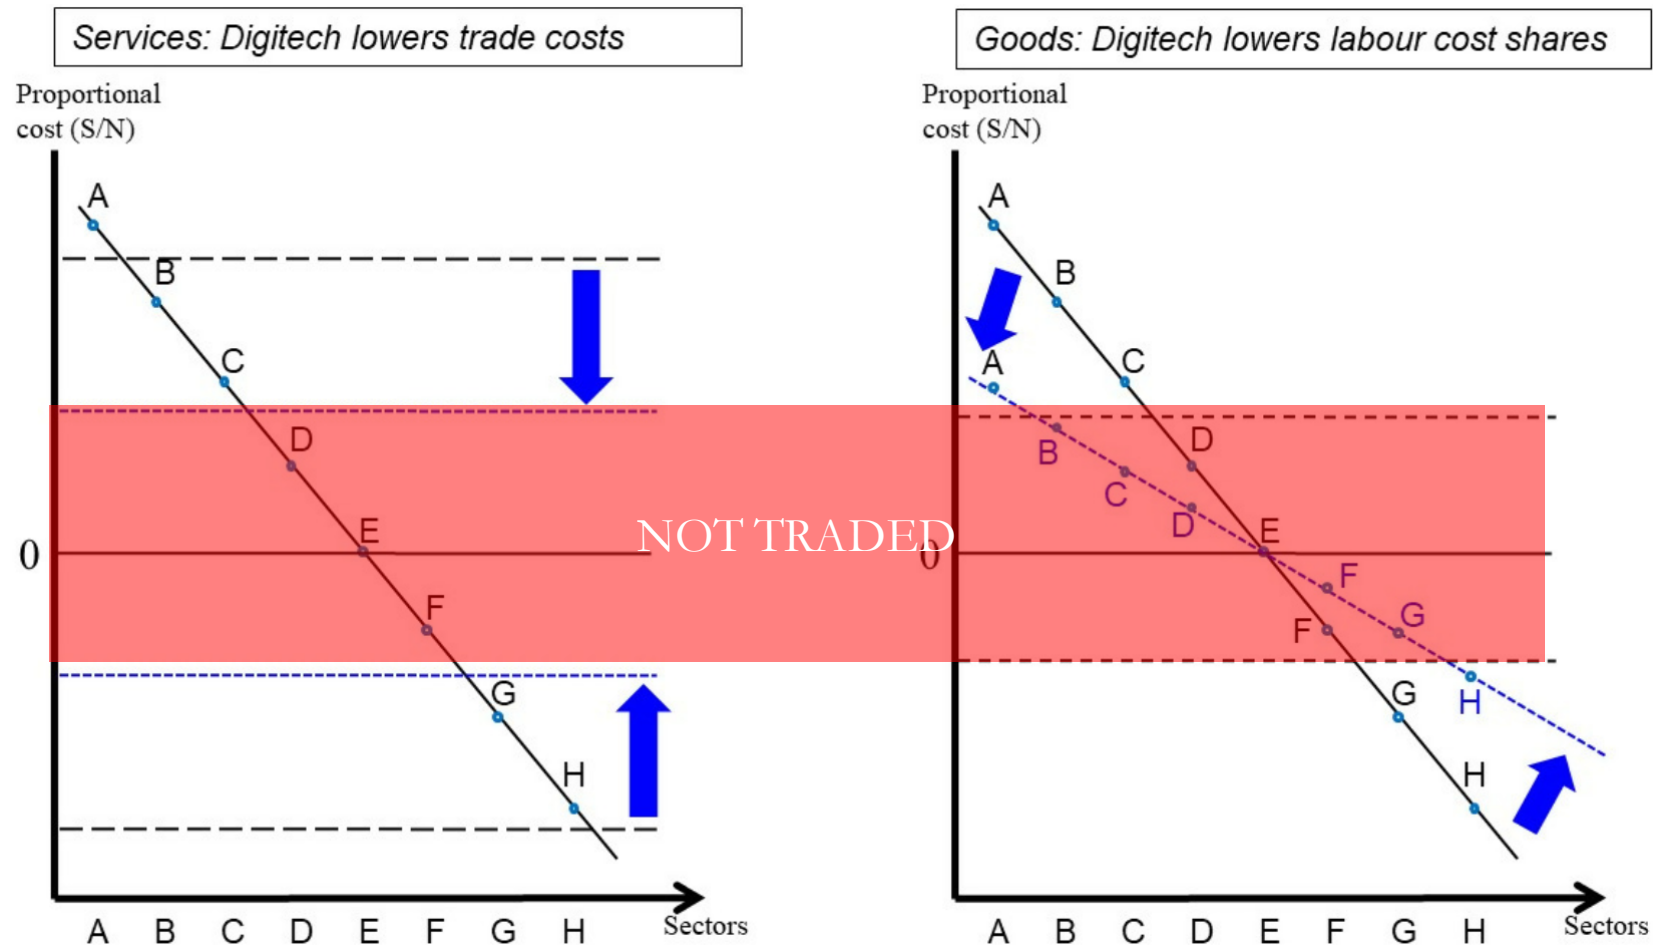 Services: Digitech lowers trade costs
Proportional
cost (S/N)
A
B
C
D
E
0
F
G
H
A B C D E F G H Sectors
NOT TRADED
Goods: Digitech lowers labour cost shares
Proportional
cost (S/N)
A
B
C
A
D
B
C
D
E
0
F
F
G
G
H
H
A B C D E F G H Sectors